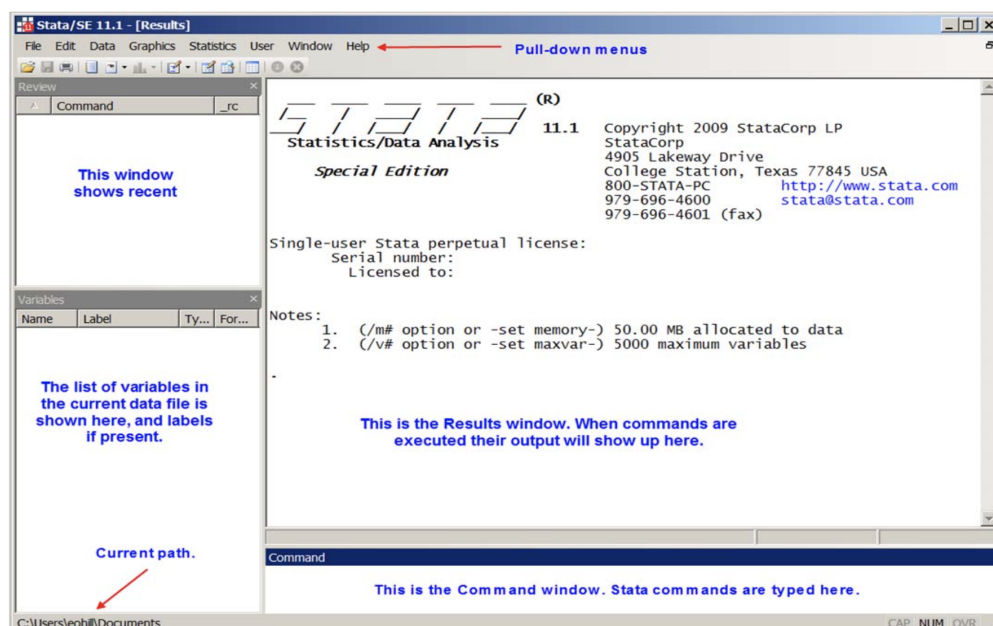 Stata/SE 11.1 - [Results]
File Edit Data Graphics Statistics User Window Help
Pull-down menus
Review
Command _rc
This window
shows recent
(R)
STATA 11.1 Copyright 2009 StataCorp LP
Statistics/Data Analysis StataCorp
4905 Lakeway Drive
Special Edition College Station, Texas 77845 USA
800-STATA-PC http://www.stata.com
979-696-4600 stata@stata.com
979-696-4601 (fax)
Single-user Stata perpetual license:
Serial number:
Licensed to:
Notes:
1. (/m# option or -set memory-) 50.00 MB allocated to data
2. (/v# option or -set maxvar-) 5000 maximum variables
.
This is the Results window. When commands are
executed their output will show up here.
Variables
Name Label Ty... For...
The list of variables in
the current data file is
shown here, and labels
if present.
Current path.
Command
This is the Command window. Stata commands are typed here.
C:\Users\eobil\Documents
CAP NUM OVR